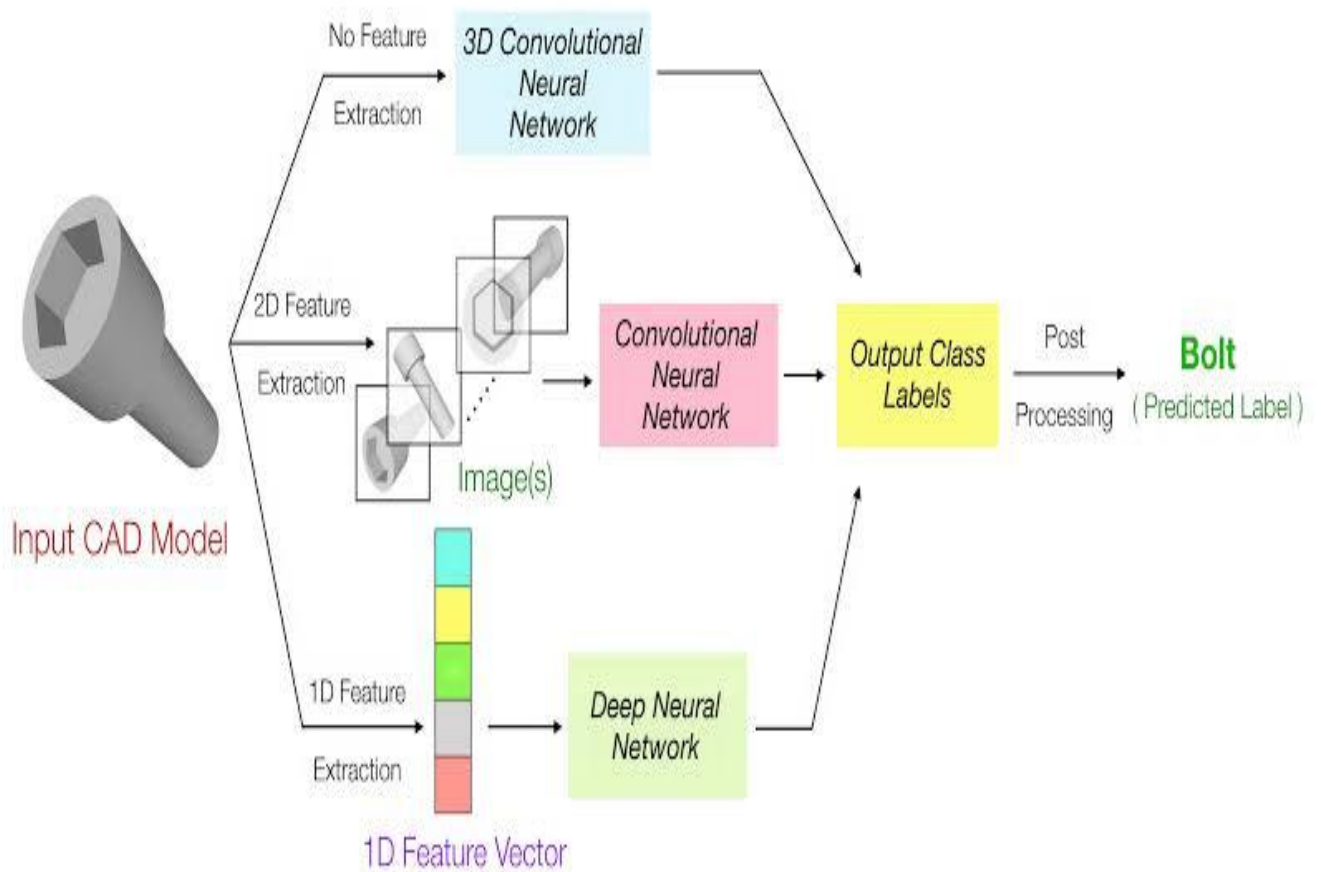 No Feature
Extraction
3D Convolutional
Neural
Network
2D Feature
Extraction
Image(s)
Convolutional
Neural
Network
Output Class
Labels
Post
Processing
Bolt
( Predicted Label )
Input CAD Model
1D Feature
Extraction
1D Feature Vector
Deep Neural
Network